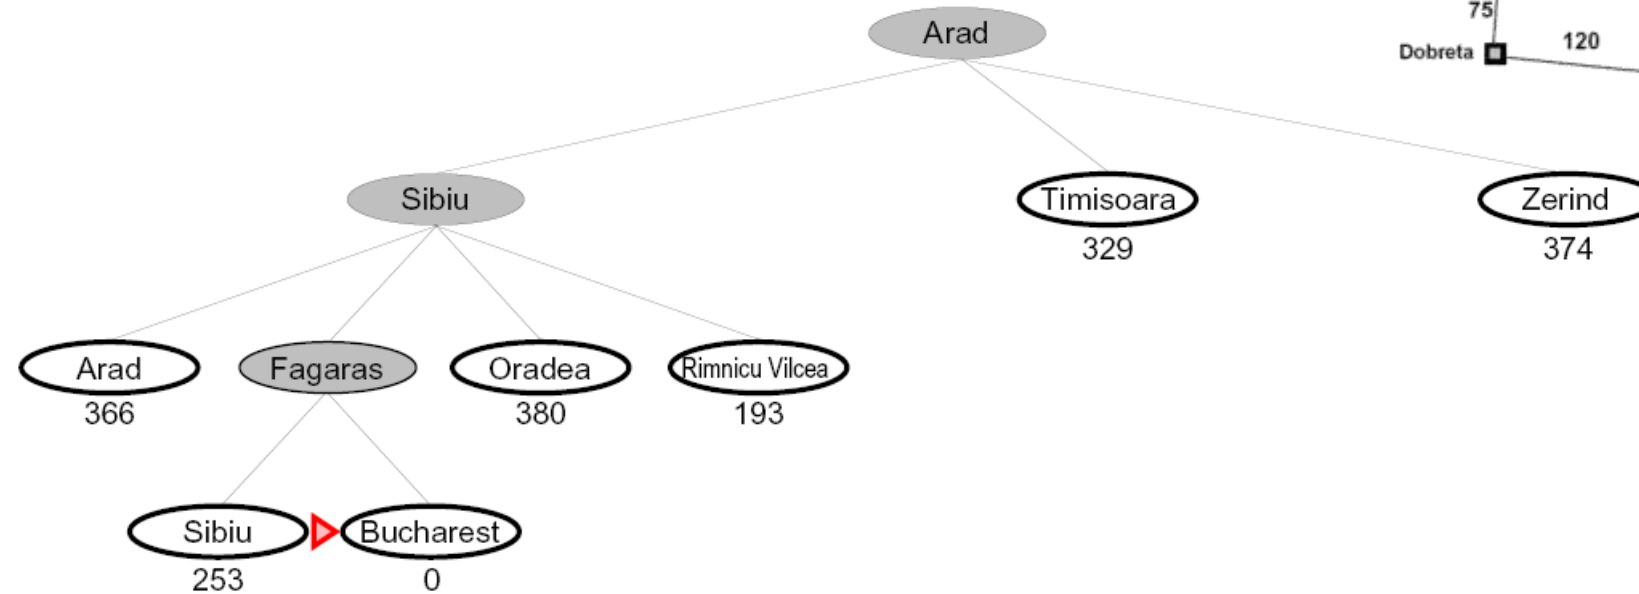 75
Arad
Dobreta 120
Sibiu Timisoara Zerind
329 374
Arad Fagaras Oradea Rimnicu Vilcea
366 380 193
Sibiu Bucharest
253 0